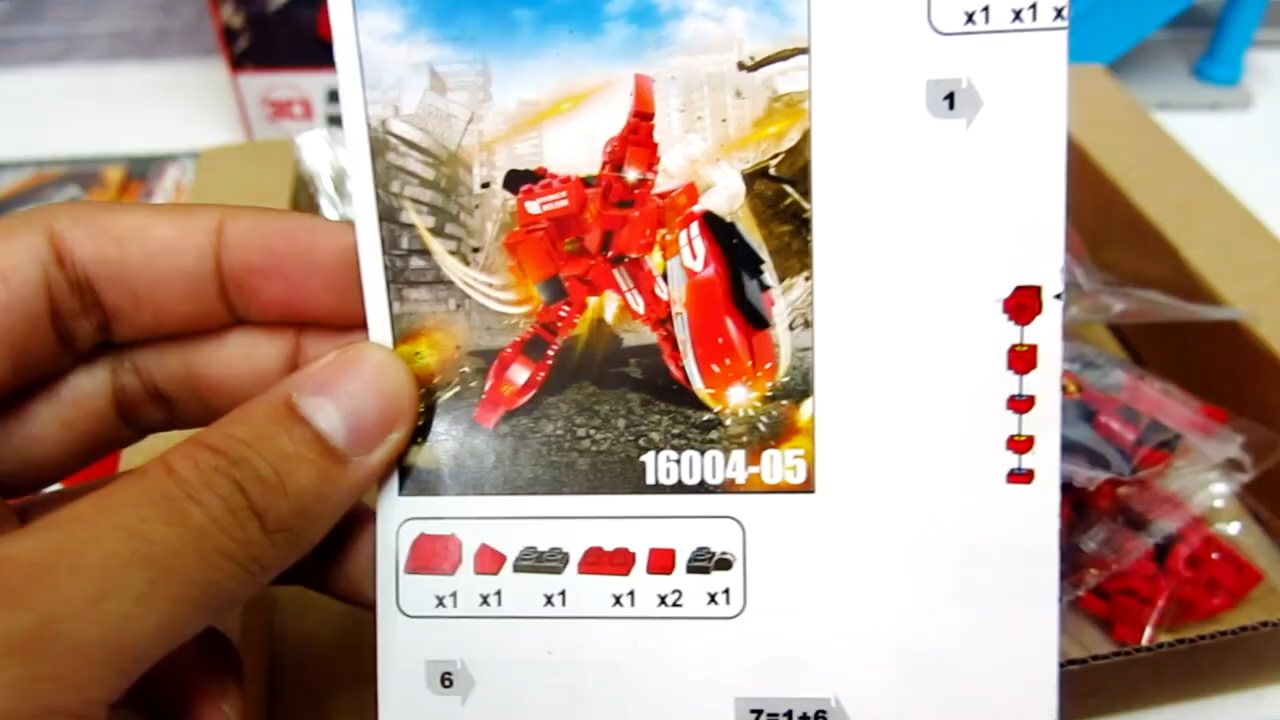 x1 x1 x
1
16004-05
x1 x1 x1 x1 x2 x1
6
7=1+6